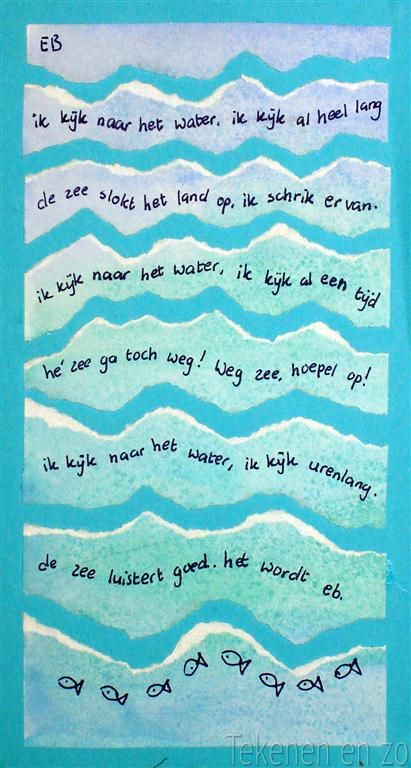 EB
ik kijk naar het water. ik kijk al heel lang
de zee slokt het land op, ik schrik er van.
ik kijk naar het water, ik kijk al een tijd
hé zee ga toch weg! Weg zee, hoepel op!
ik kijk naar het water, ik kijk urenlang.
de zee luistert goed. het wordt eb.
Tekenen en zo